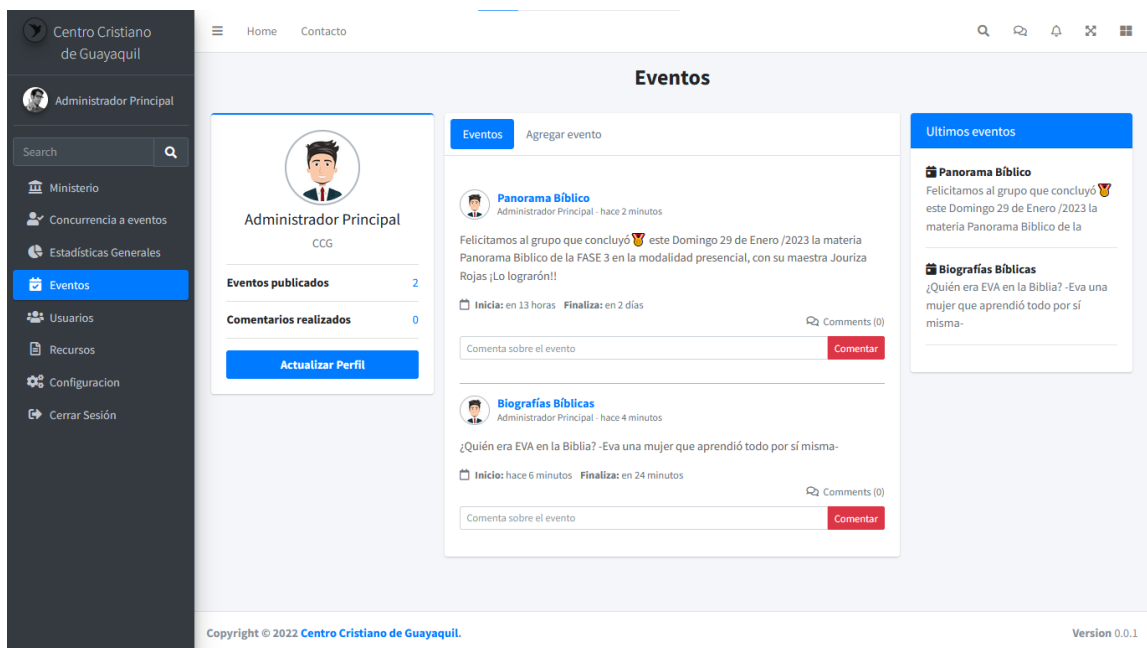 Centro Cristiano
de Guayaquil
Administrador Principal
Search
Ministerio
Concurrencia a eventos
Estadísticas Generales
Eventos
Usuarios
Recursos
Configuracion
Cerrar Sesión
Home Contacto
Eventos
Administrador Principal
CCG
Eventos publicados 2
Comentarios realizados 0
Actualizar Perfil
Eventos Agregar evento
Panorama Bíblico
Administrador Principal - hace 2 minutos
Felicitamos al grupo que concluyó🏅 este Domingo 29 de Enero /2023 la materia
Panorama Biblico de la FASE 3 en la modalidad presencial, con su maestra Jouriza
Rojas ¡Lo lograrón!!
Inicia: en 13 horas Finaliza: en 2 días
Comments (0)
Comenta sobre el evento Comentar
Biografías Bíblicas
Administrador Principal - hace 4 minutos
¿Quién era EVA en la Biblia? -Eva una mujer que aprendió todo por sí misma-
Inicio: hace 6 minutos Finaliza: en 24 minutos
Comments (0)
Comenta sobre el evento Comentar
Ultimos eventos
Panorama Bíblico
Felicitamos al grupo que concluyó🏅
este Domingo 29 de Enero /2023 la
materia Panorama Biblico de la
Biografías Bíblicas
¿Quién era EVA en la Biblia? -Eva una
mujer que aprendió todo por sí
misma-
Copyright © 2022 Centro Cristiano de Guayaquil.
Version 0.0.1